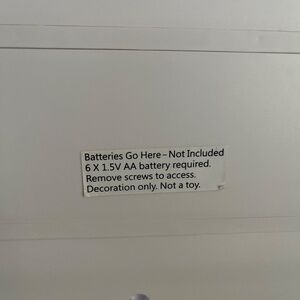 Batteries Go Here – Not Included
6 X 1.5V AA battery required.
Remove screws to access.
Decoration only. Not a toy.